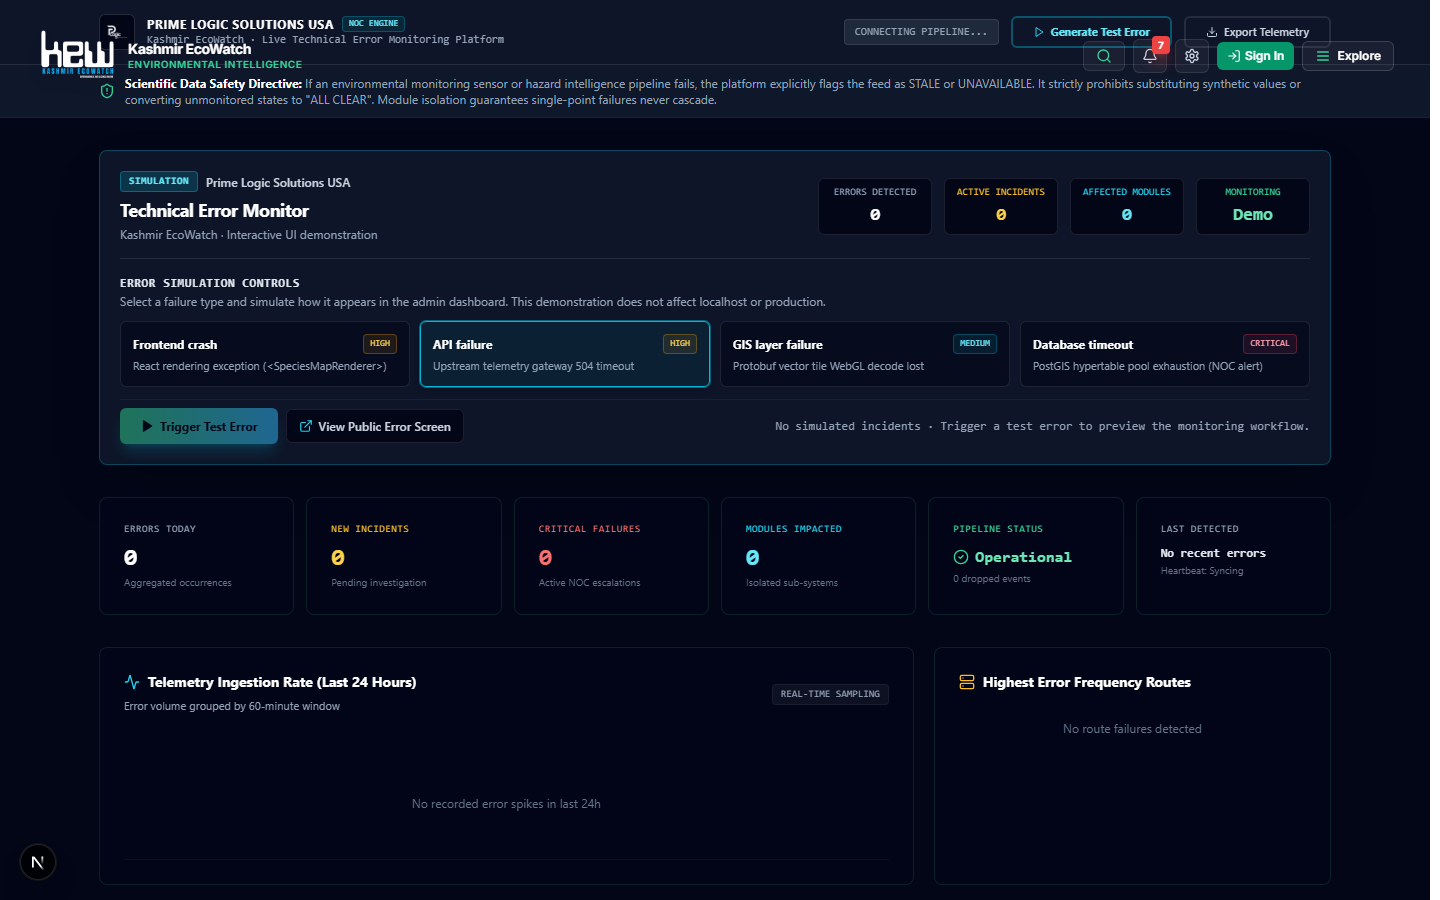 PRIME LOGIC SOLUTIONS USA
NOC ENGINE
Kashmir EcoWatch · Live Technical Error Monitoring Platform
CONNECTING PIPELINE...
Generate Test Error
Export Telemetry
kew
KASHMIR ECOWATCH
Kashmir EcoWatch
ENVIRONMENTAL INTELLIGENCE
7
Sign In
Explore
Scientific Data Safety Directive: If an environmental monitoring sensor or hazard intelligence pipeline fails, the platform explicitly flags the feed as STALE or UNAVAILABLE. It strictly prohibits substituting synthetic values or
converting unmonitored states to "ALL CLEAR". Module isolation guarantees single-point failures never cascade.
SIMULATION
Prime Logic Solutions USA
Technical Error Monitor
Kashmir EcoWatch · Interactive UI demonstration
ERRORS DETECTED
0
ACTIVE INCIDENTS
0
AFFECTED MODULES
0
MONITORING
Demo
ERROR SIMULATION CONTROLS
Select a failure type and simulate how it appears in the admin dashboard. This demonstration does not affect localhost or production.
Frontend crash
HIGH
React rendering exception (<SpeciesMapRenderer>)
API failure
HIGH
Upstream telemetry gateway 504 timeout
GIS layer failure
MEDIUM
Protobuf vector tile WebGL decode lost
Database timeout
CRITICAL
PostGIS hypertable pool exhaustion (NOC alert)
Trigger Test Error
View Public Error Screen
No simulated incidents · Trigger a test error to preview the monitoring workflow.
ERRORS TODAY
0
Aggregated occurrences
NEW INCIDENTS
0
Pending investigation
CRITICAL FAILURES
0
Active NOC escalations
MODULES IMPACTED
0
Isolated sub-systems
PIPELINE STATUS
Operational
0 dropped events
LAST DETECTED
No recent errors
Heartbeat: Syncing
Telemetry Ingestion Rate (Last 24 Hours)
Error volume grouped by 60-minute window
REAL-TIME SAMPLING
No recorded error spikes in last 24h
Highest Error Frequency Routes
No route failures detected
N